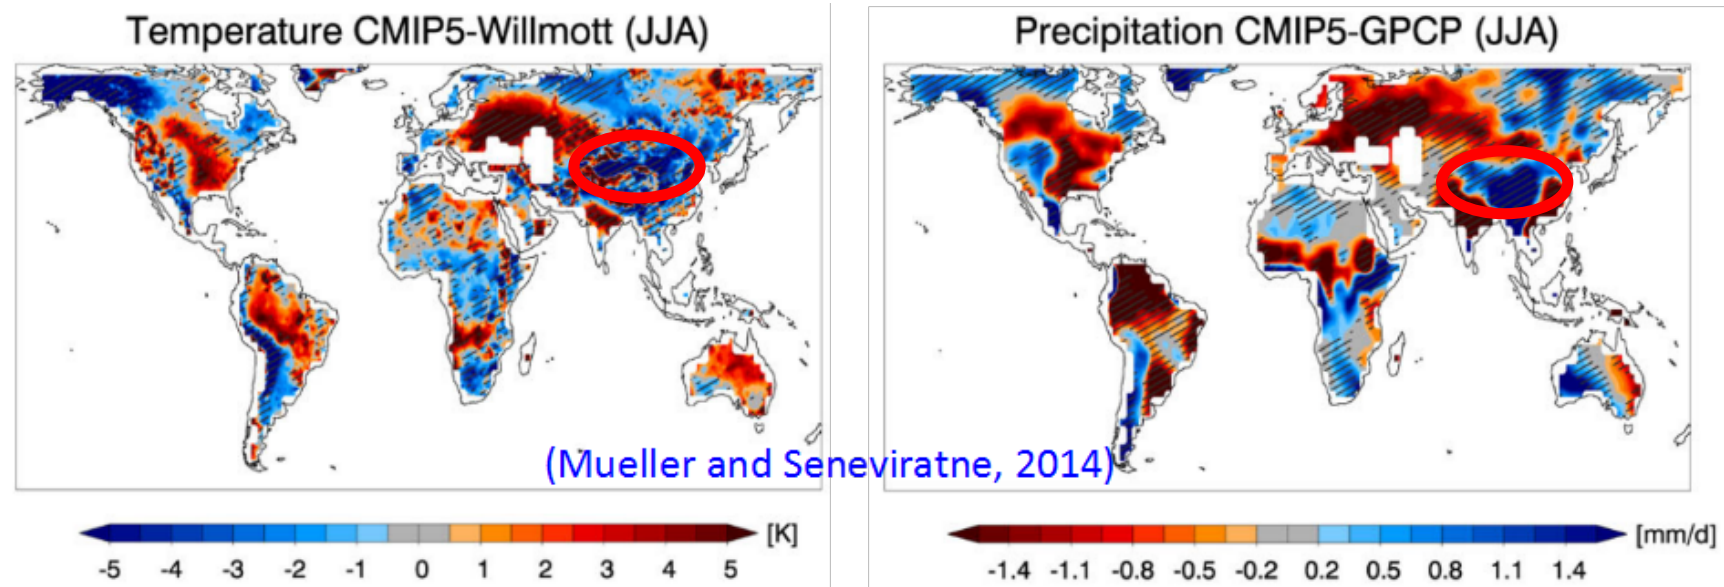 Temperature CMIP5-Willmott (JJA)
Precipitation CMIP5-GPCP (JJA)
(Mueller and Seneviratne, 2014)
[K]
-5 -4 -3 -2 -1 0 1 2 3 4 5
[mm/d]
-1.4 -1.1 -0.8 -0.5 -0.2 0.2 0.5 0.8 1.1 1.4